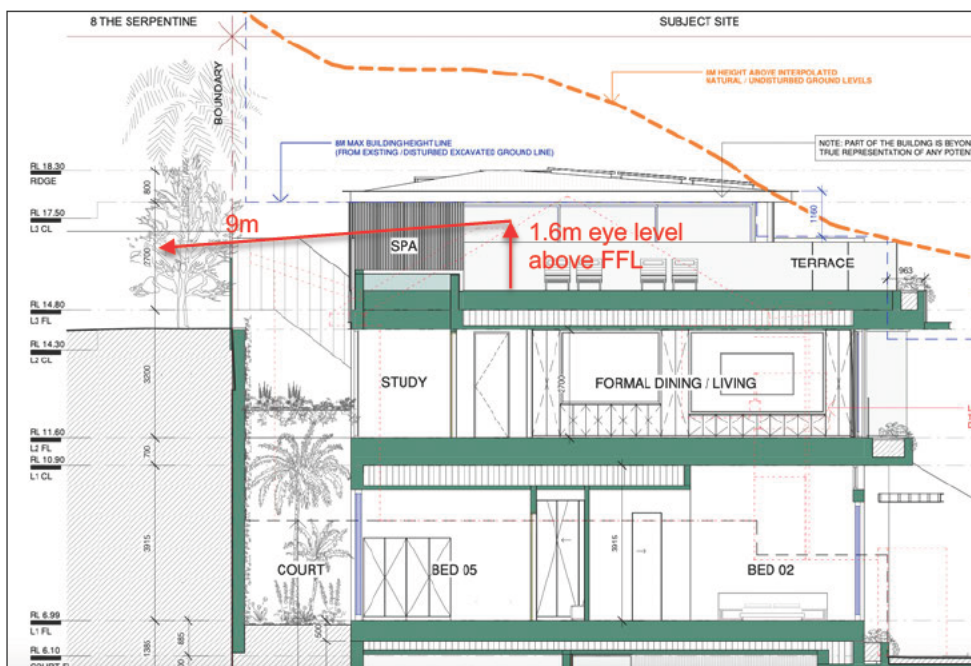 8 THE SERPENTINE
SUBJECT SITE
BOUNDARY
8M HEIGHT ABOVE INTERPOLATED
NATURAL / UNDISTURBED GROUND LEVELS
8M MAX BUILDING HEIGHT LINE
(FROM EXISTING / DISTURBED EXCAVATED GROUND LINE)
NOTE: PART OF THE BUILDING IS BEYON
TRUE REPRESENTATION OF ANY POTEN
RL 18.30
RIDGE
800
RL 17.50
L3 CL
9m
1.6m eye level
above FFL
1160
SPA
TERRACE
2700
963
RL 14.80
L3 FL
RL 14.30
L2 CL
3200
STUDY
2700
FORMAL DINING / LIVING
RL 11.60
L2 FL
700
RL 10.90
L1 CL
3915
COURT
BED 05
3915
BED 02
RL 6.99
L1 FL
500
885
1385
RL 6.10